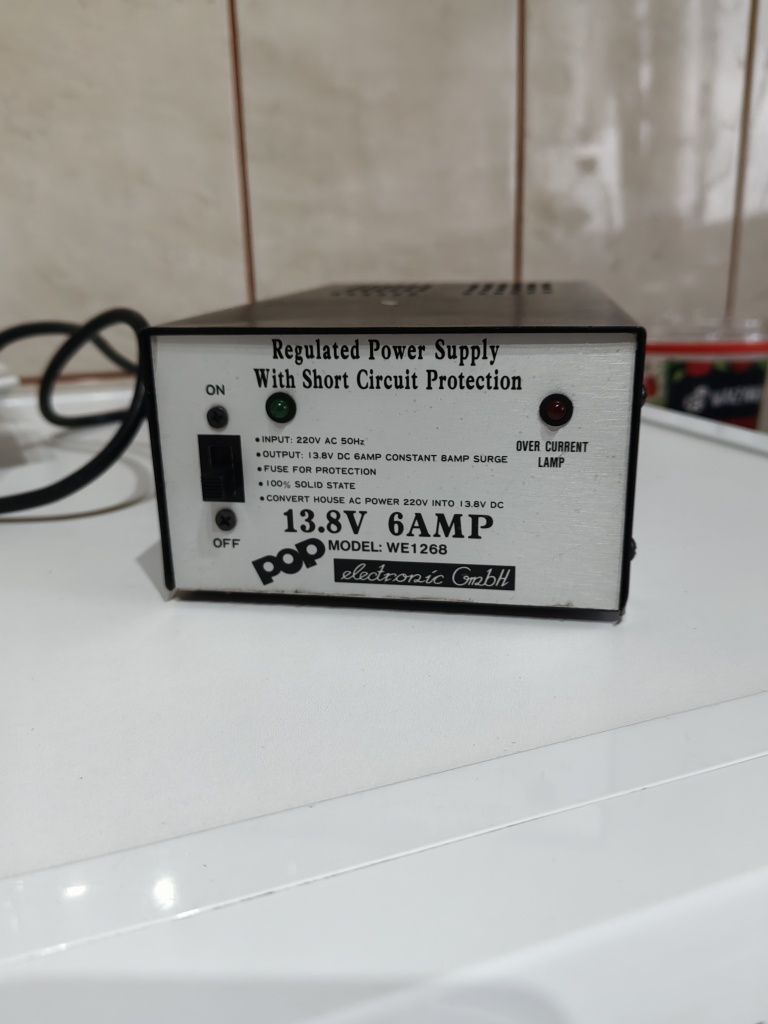 Regulated Power Supply
With Short Circuit Protection
ON
OVER CURRENT
LAMP
• INPUT: 220V AC 50Hz
• OUTPUT: 13.8V DC 6AMP CONSTANT 8AMP SURGE
• FUSE FOR PROTECTION
• 100% SOLID STATE
• CONVERT HOUSE AC POWER 220V INTO 13.8V DC
OFF
13.8V 6AMP
MODEL: WE1268
pop
electronic GmbH